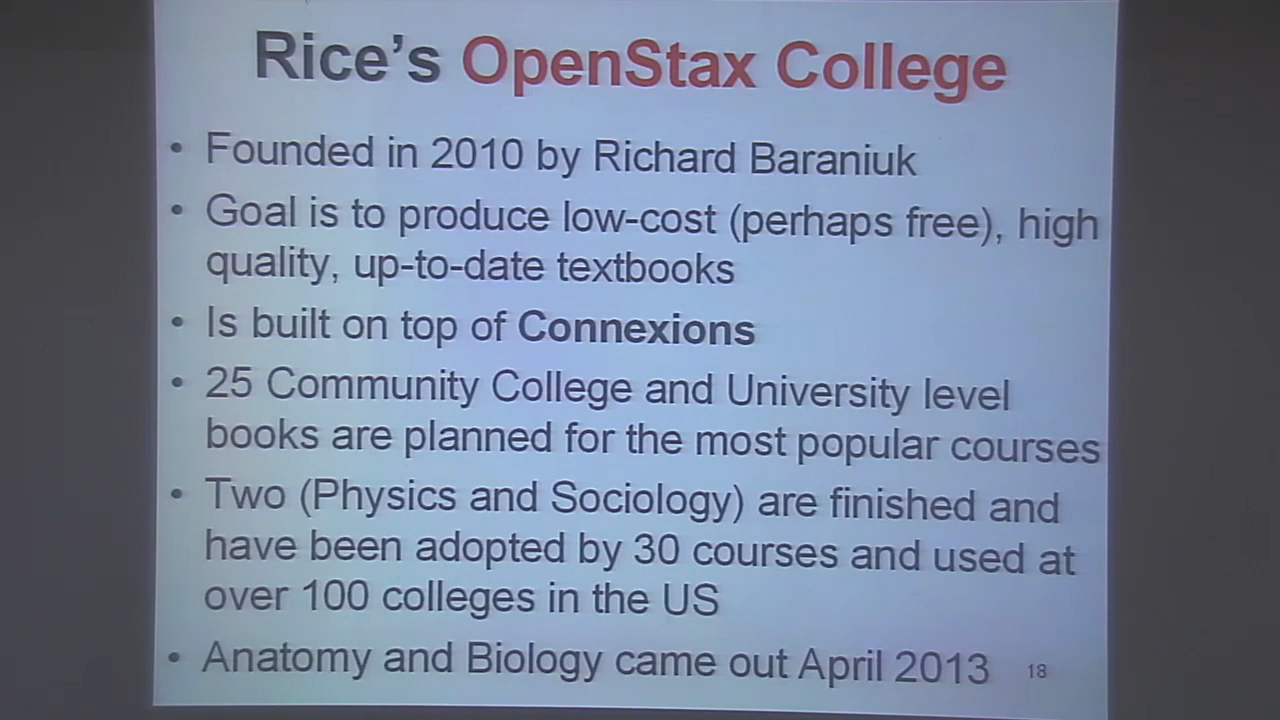 Rice's OpenStax College
• Founded in 2010 by Richard Baraniuk
• Goal is to produce low-cost (perhaps free), high
quality, up-to-date textbooks
• Is built on top of Connexions
• 25 Community College and University level
books are planned for the most popular courses
• Two (Physics and Sociology) are finished and
have been adopted by 30 courses and used at
over 100 colleges in the US
• Anatomy and Biology came out April 2013
18